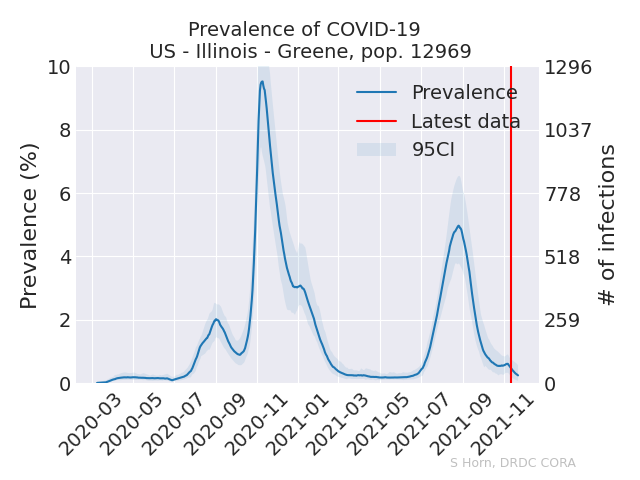 Prevalence of COVID-19
US - Illinois - Greene, pop. 12969
Prevalence (%)
10
8
6
4
2
0
Prevalence
Latest data
95CI
1296
1037
778
518
259
0
# of infections
2020-03
2020-05
2020-07
2020-09
2020-11
2021-01
2021-03
2021-05
2021-07
2021-09
2021-11
S Horn, DRDC CORA